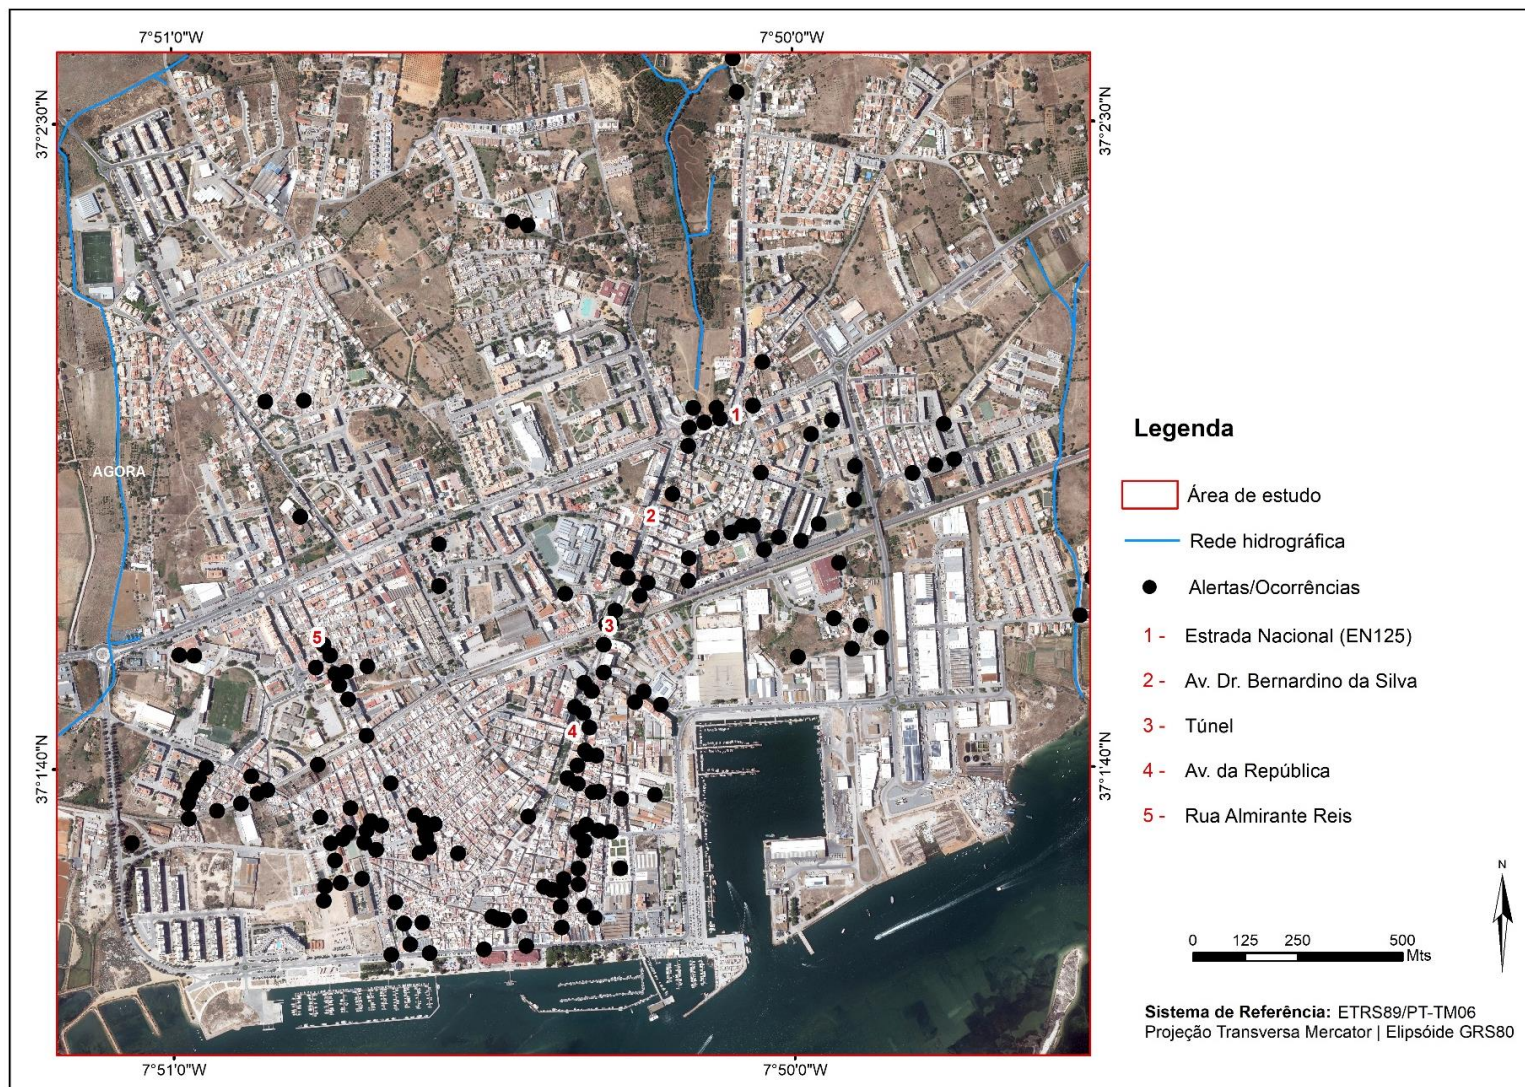 7°51'0"W
7°50'0"W
37°2'30"N
37°2'30"N
AGORA
1
2
3
4
5
37°1'40"N
37°1'40"N
7°51'0"W
7°50'0"W
Legenda
Área de estudo
Rede hidrográfica
Alertas/Ocorrências
1 - Estrada Nacional (EN125)
2 - Av. Dr. Bernardino da Silva
3 - Túnel
4 - Av. da República
5 - Rua Almirante Reis
N
0 125 250 500
Mts
Sistema de Referência: ETRS89/PT-TM06
Projeção Transversa Mercator | Elipsóide GRS80